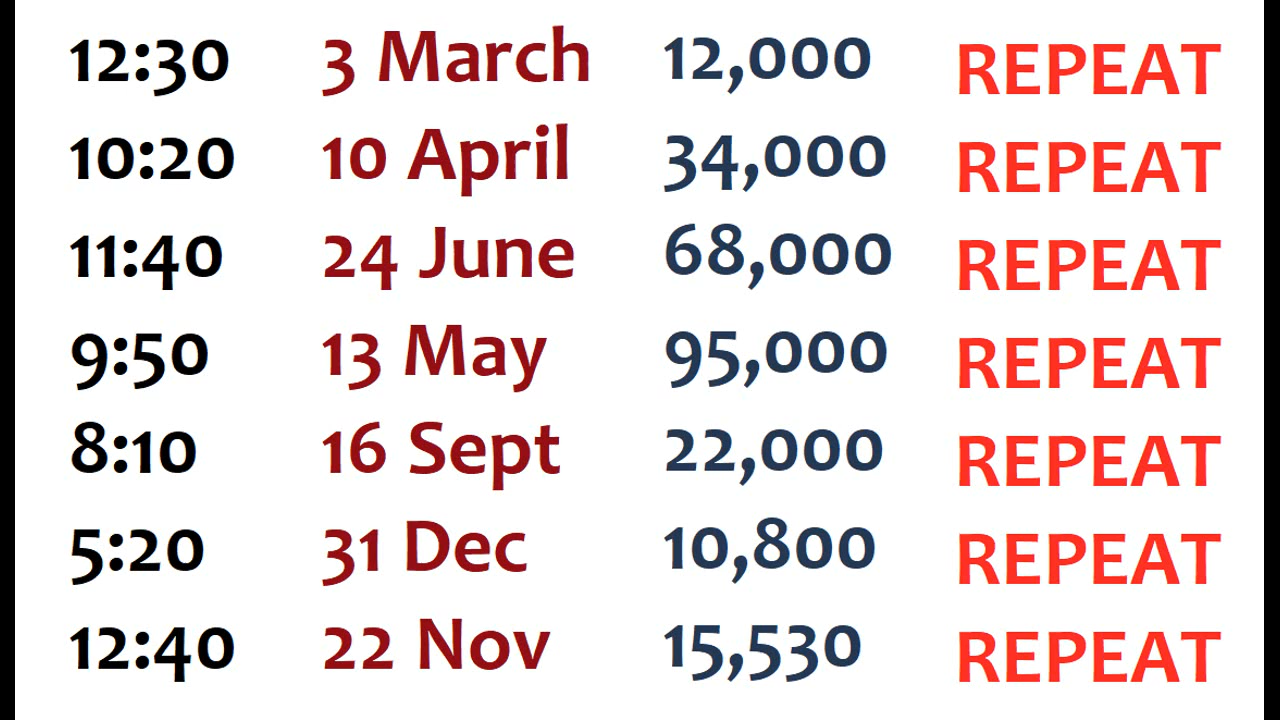 12:30 3 March 12,000 REPEAT
10:20 10 April 34,000 REPEAT
11:40 24 June 68,000 REPEAT
9:50 13 May 95,000 REPEAT
8:10 16 Sept 22,000 REPEAT
5:20 31 Dec 10,800 REPEAT
12:40 22 Nov 15,530 REPEAT